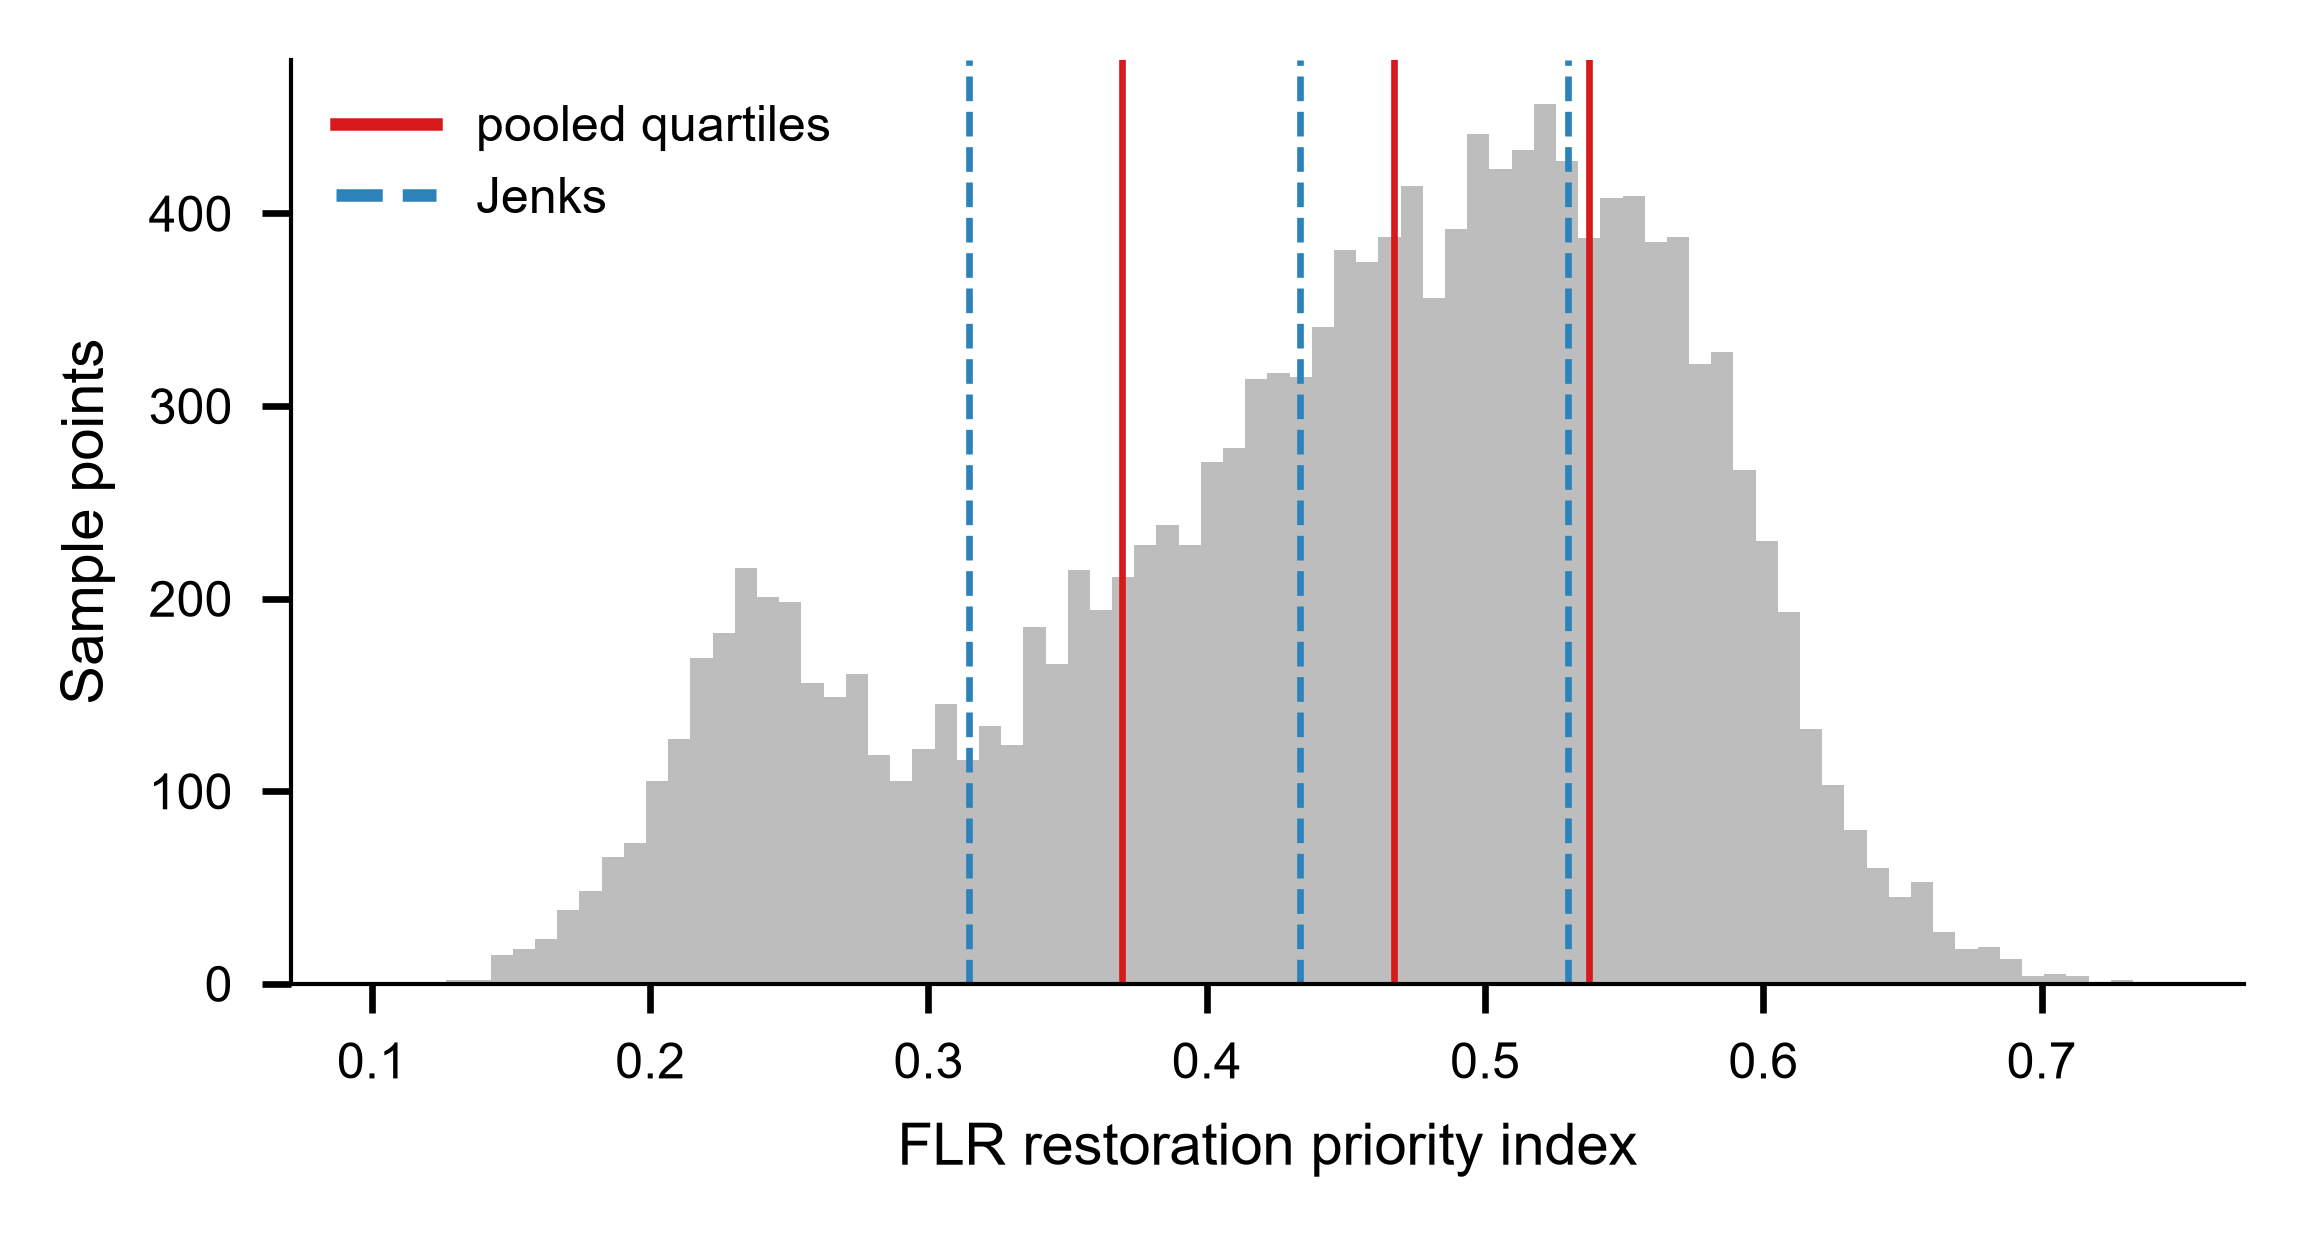 pooled quartiles
Jenks
400
300
200
100
0
Sample points
0.1 0.2 0.3 0.4 0.5 0.6 0.7
FLR restoration priority index